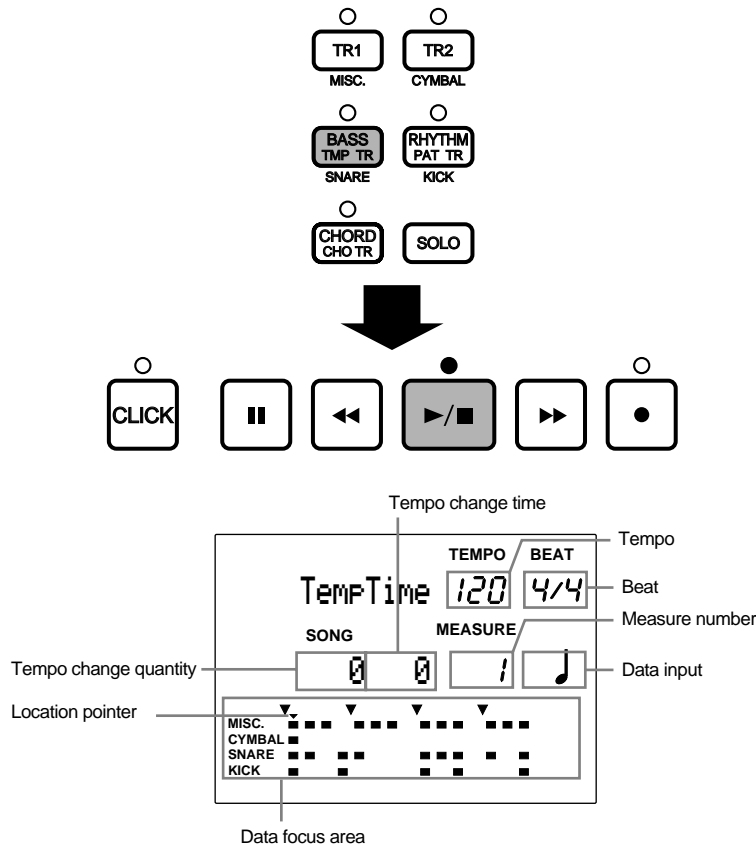 TR1 TR2
MISC. CYMBAL
BASS RHYTHM
TMP TR PAT TR
SNARE KICK
CHORD SOLO
CHO TR
CLICK
Tempo change time
TEMPO BEAT Tempo
TempTime 120 4/4 Beat
SONG MEASURE Measure number
Tempo change quantity 0 0 1 Data input
Location pointer
MISC.
CYMBAL
SNARE
KICK
Data focus area